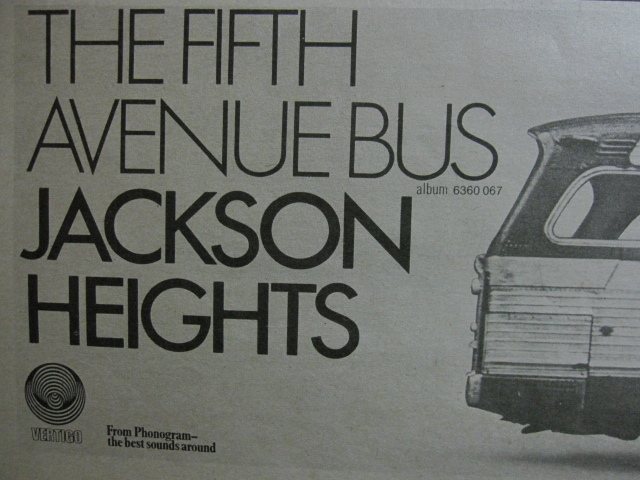 THE FIFTH
AVENUE BUS
album 6360 067
JACKSON
HEIGHTS
VERTIGO
From Phonogram—
the best sounds around